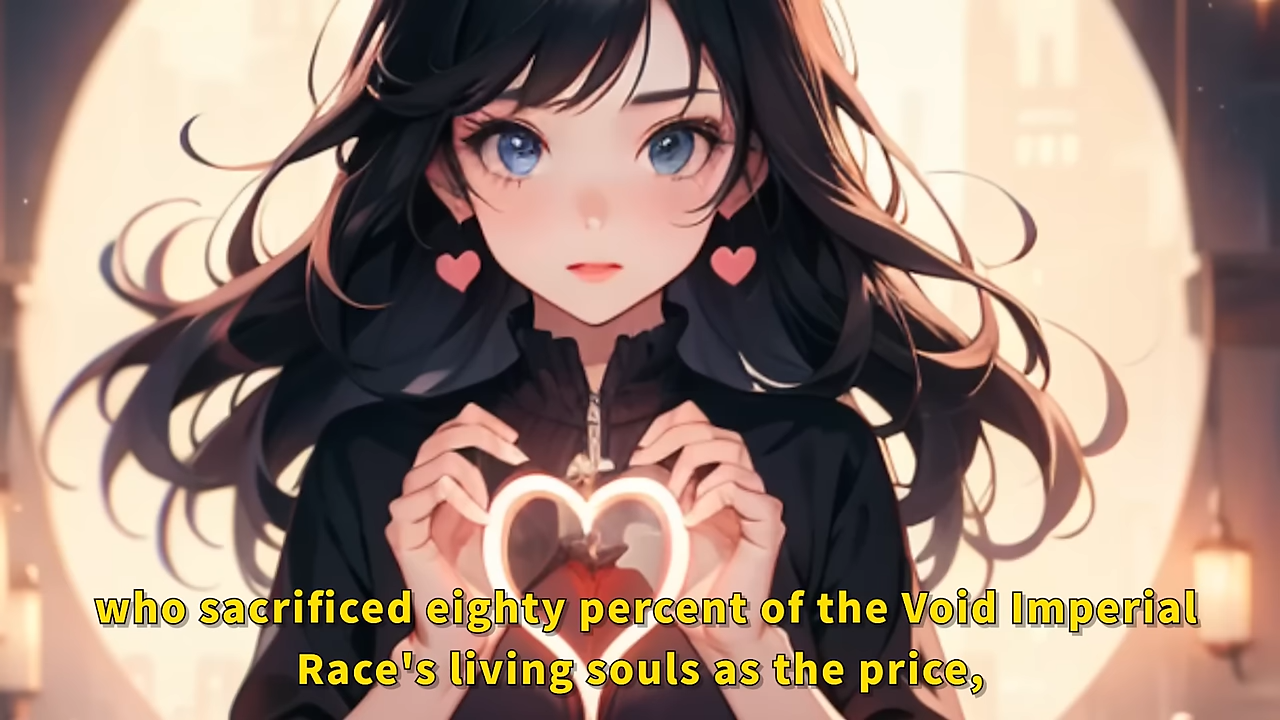 who sacrificed eighty percent of the Void Imperial
Race's living souls as the price,